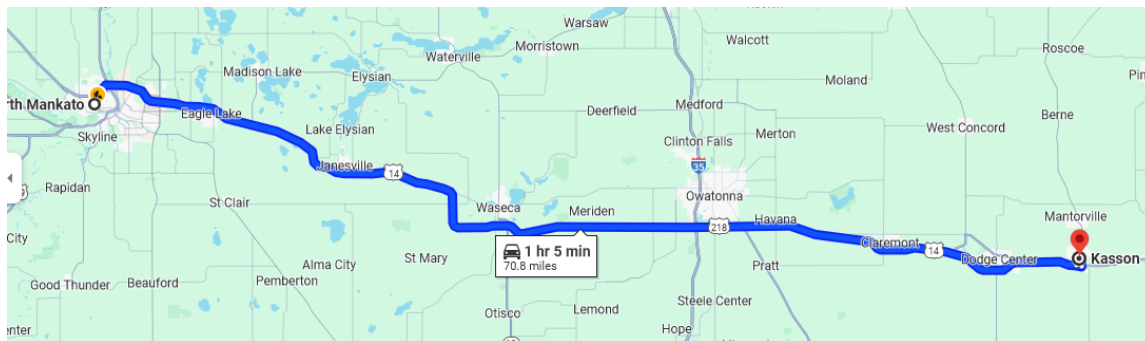 Warsaw
Walcott
Roscoe
Morristown
Waterville
Madison Lake
Elysian
Moland
rth Mankato
Eagle Lake
Deerfield
Medford
Berne
Skyline
Lake Elysian
Clinton Falls
Merton
West Concord
35
Janesville
14
Rapidan
St Clair
Owatonna
Waseca
Meriden
218
Havana
Mantorville
City
Claremont
14
Dodge Center
Kasson
1 hr 5 min
70.8 miles
St Mary
Alma City
Pratt
Good Thunder
Beauford
Pemberton
Steele Center
Otisco
Lemond
Hope
enter